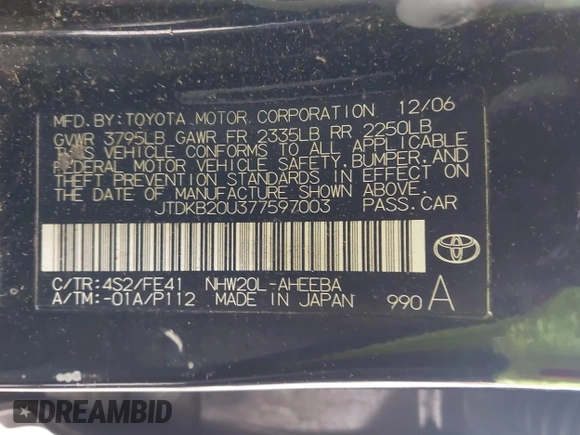 MFD. BY: TOYOTA MOTOR CORPORATION 12/06
GVWR 3795LB GAWR FR 2335LB RR 2250LB
THIS VEHICLE CONFORMS TO ALL APPLICABLE
FEDERAL MOTOR VEHICLE SAFETY, BUMPER, AND
THEFT PREVENTION STANDARDS IN EFFECT ON
THE DATE OF MANUFACTURE SHOWN ABOVE.
JTDKB20U377597003 PASS. CAR
C/TR: 4S2/FE41 NHW20L-AHEEBA
A/TM: -01A/P112 MADE IN JAPAN 990 A
DREAMBID